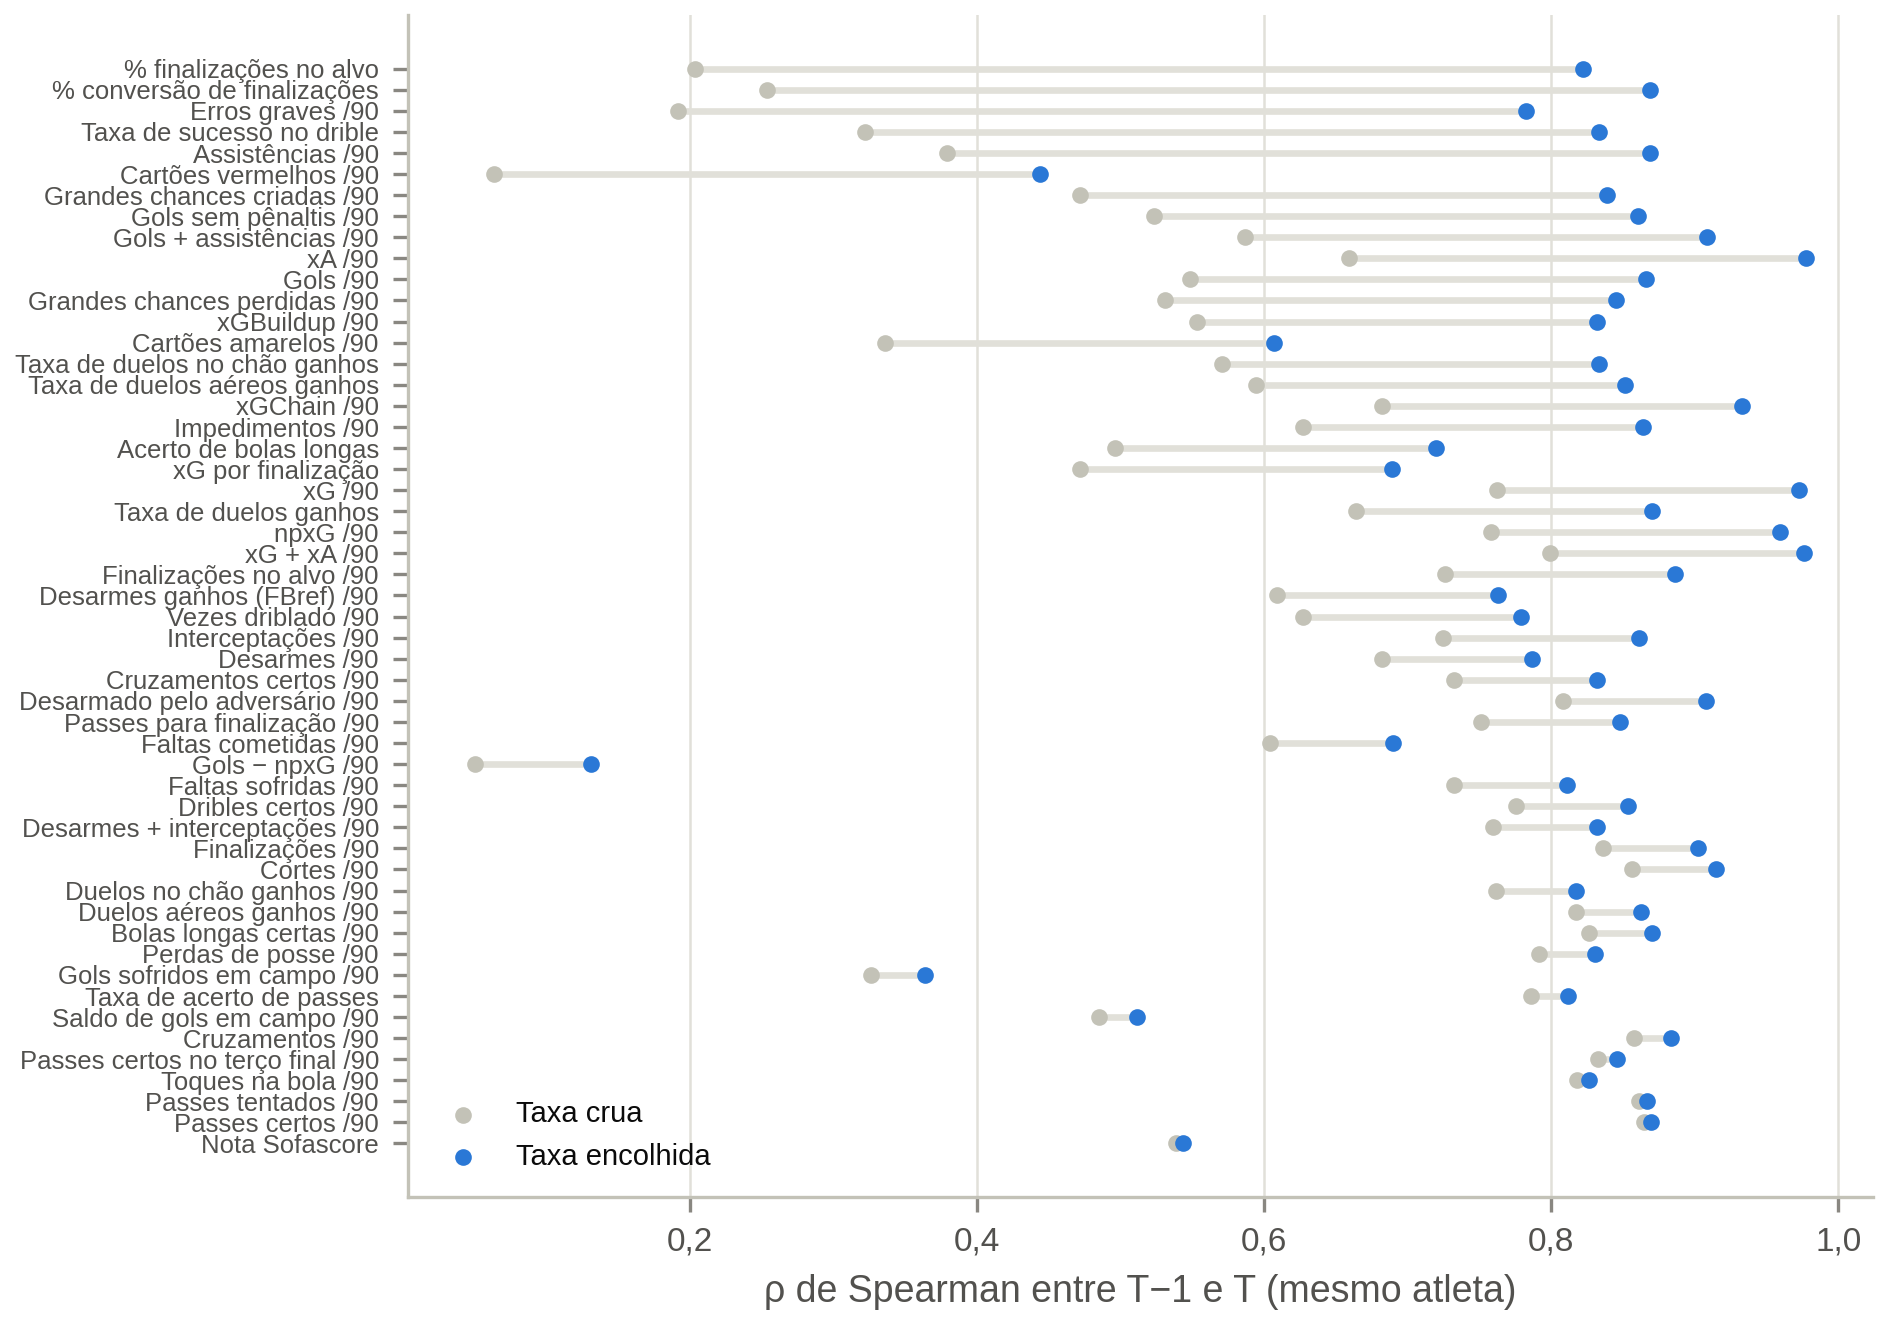 % finalizações no alvo
% conversão de finalizações
Erros graves /90
Taxa de sucesso no drible
Assistências /90
Cartões vermelhos /90
Grandes chances criadas /90
Gols sem pênaltis /90
Gols + assistências /90
xA /90
Gols /90
Grandes chances perdidas /90
xGBuildup /90
Cartões amarelos /90
Taxa de duelos no chão ganhos
Taxa de duelos aéreos ganhos
xGChain /90
Impedimentos /90
Acerto de bolas longas
xG por finalização
xG /90
Taxa de duelos ganhos
npxG /90
xG + xA /90
Finalizações no alvo /90
Desarmes ganhos (FBref) /90
Vezes driblado /90
Interceptações /90
Desarmes /90
Cruzamentos certos /90
Desarmado pelo adversário /90
Passes para finalização /90
Faltas cometidas /90
Gols − npxG /90
Faltas sofridas /90
Dribles certos /90
Desarmes + interceptações /90
Finalizações /90
Cortes /90
Duelos no chão ganhos /90
Duelos aéreos ganhos /90
Bolas longas certas /90
Perdas de posse /90
Gols sofridos em campo /90
Taxa de acerto de passes
Saldo de gols em campo /90
Cruzamentos /90
Passes certos no terço final /90
Toques na bola /90
Passes tentados /90
Passes certos /90
Nota Sofascore
Taxa crua
Taxa encolhida
0,2 0,4 0,6 0,8 1,0
ρ de Spearman entre T−1 e T (mesmo atleta)